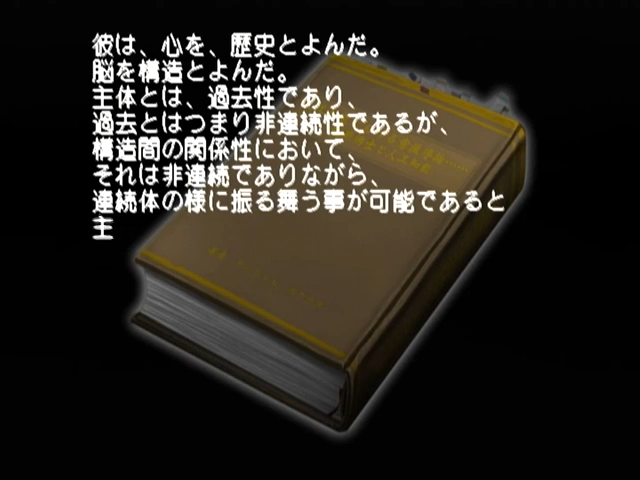 彼は、心を、歴史とよんだ。
脳を構造とよんだ。
主体とは、過去性であり、
過去とはつまり非連続性であるが、
構造間の関係性において、
それは非連続でありながら、
連続体の様に振る舞う事が可能であると
主